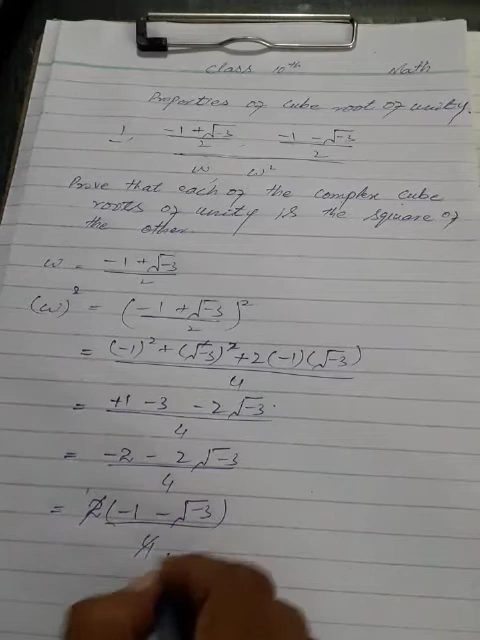 Class 10th Math
Properties of cube root of unity.
1, (-1 + √-3)/2, (-1 - √-3)/2
w, w²
Prove that each of the complex cube
roots of unity is the square of
the other.
w = (-1 + √-3)/2
(w)² = ((-1 + √-3)/2)²
= ((-1)² + (√-3)² + 2(-1)(√-3))/4
= (+1 - 3 - 2√-3)/4
= (-2 - 2√-3)/4
= 2(-1 - √-3)/4